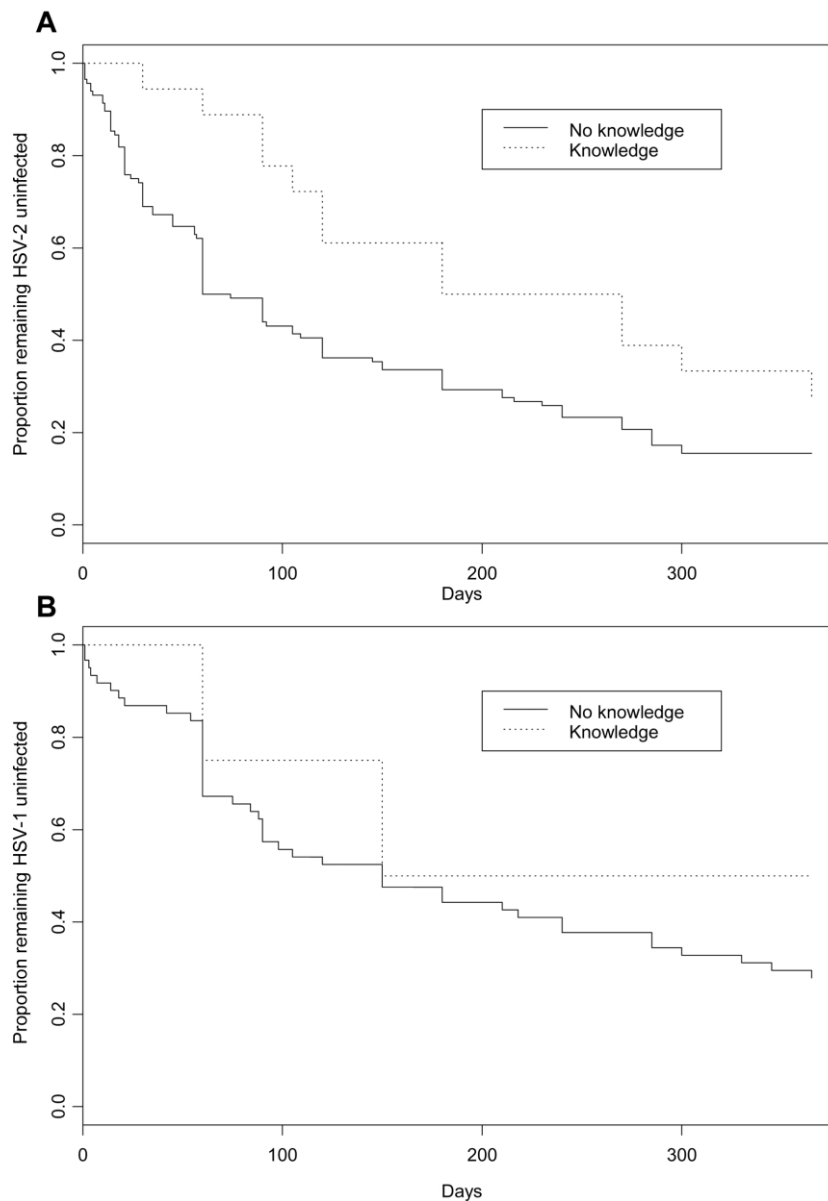 A
Proportion remaining HSV-2 uninfected
1.0
0.8
0.6
0.4
0.2
0.0
No knowledge
Knowledge
0 100 200 300
Days
B
Proportion remaining HSV-1 uninfected
1.0
0.8
0.6
0.4
0.2
0.0
No knowledge
Knowledge
0 100 200 300
Days